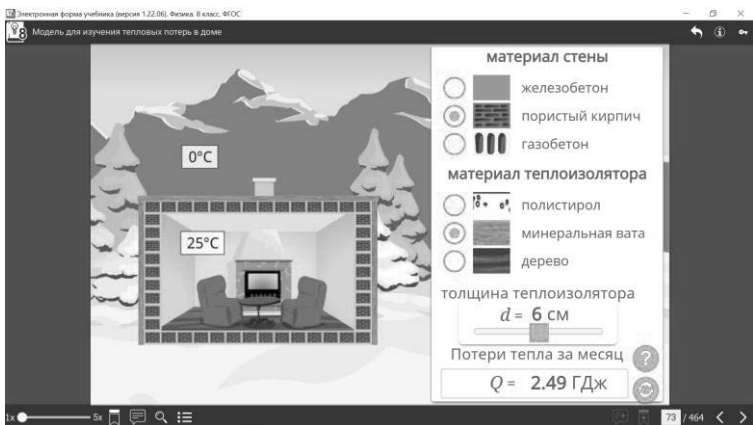 Электронная форма учебника (версия 1.22.06). Физика. 8 класс. ФГОС
8 Модель для изучения тепловых потерь в доме
материал стены
железобетон
0°C
пористый кирпич
газобетон
материал теплоизолятора
полистирол
25°C
минеральная вата
дерево
толщина теплоизолятора
d = 6 см
Потери тепла за месяц
?
Q = 2.49 ГДж
1x 5x 73 / 464